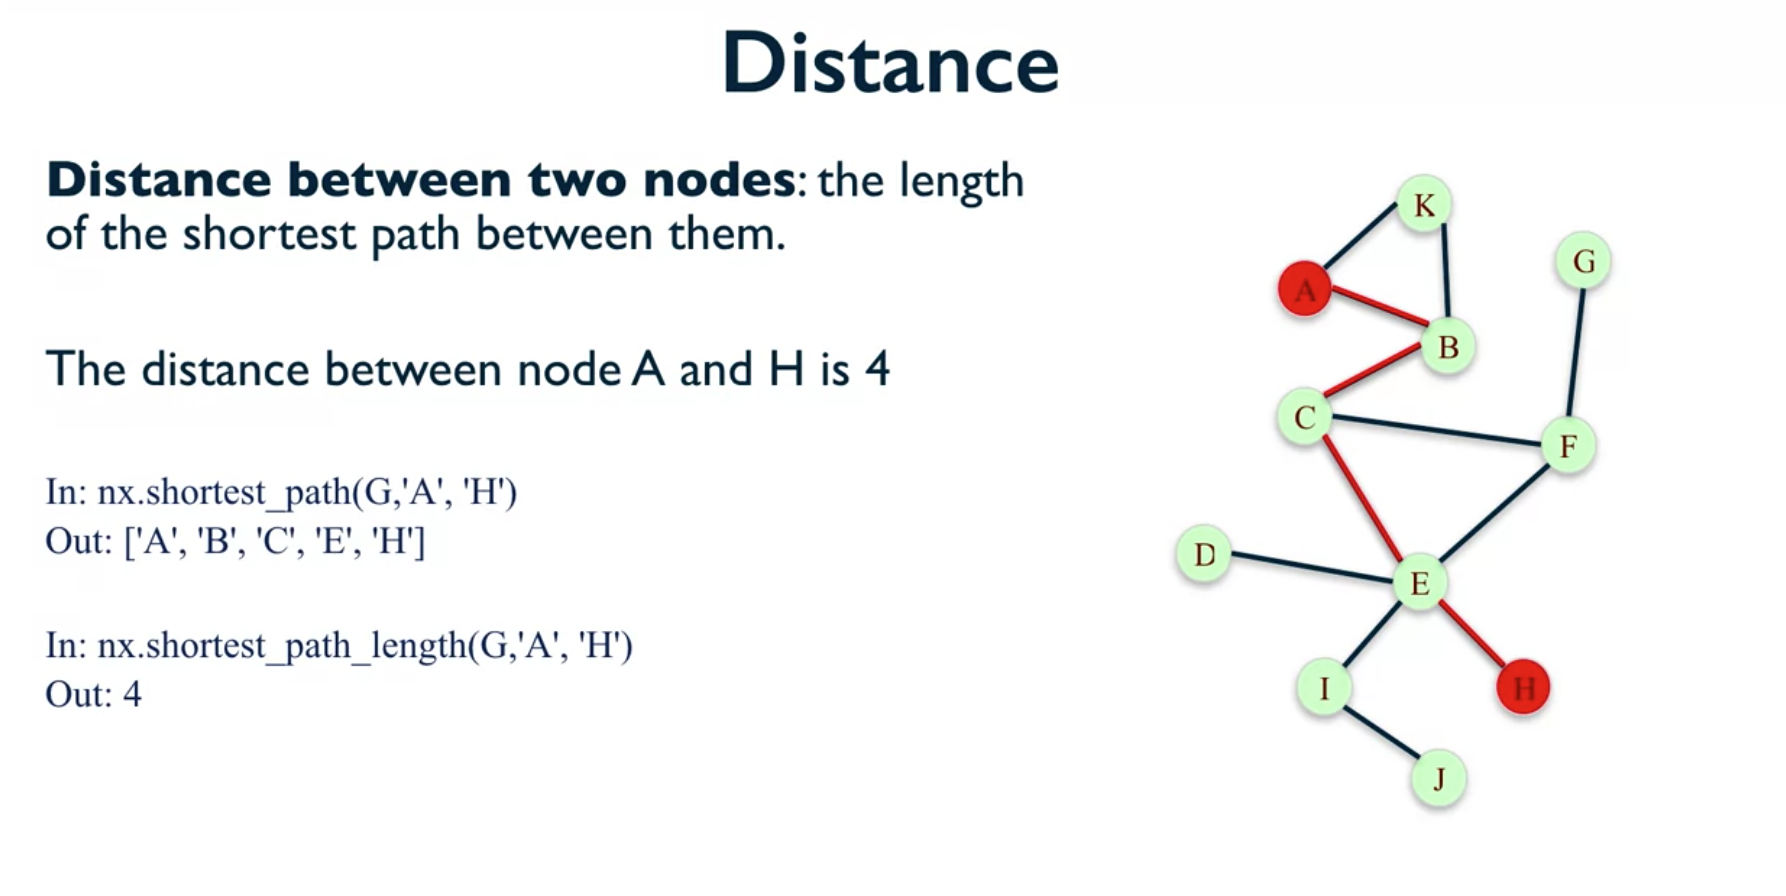 Distance
Distance between two nodes: the length
of the shortest path between them.
The distance between node A and H is 4
In: nx.shortest_path(G,'A', 'H')
Out: ['A', 'B', 'C', 'E', 'H']
In: nx.shortest_path_length(G,'A', 'H')
Out: 4
K
G
A
B
C
F
D
E
I
H
J